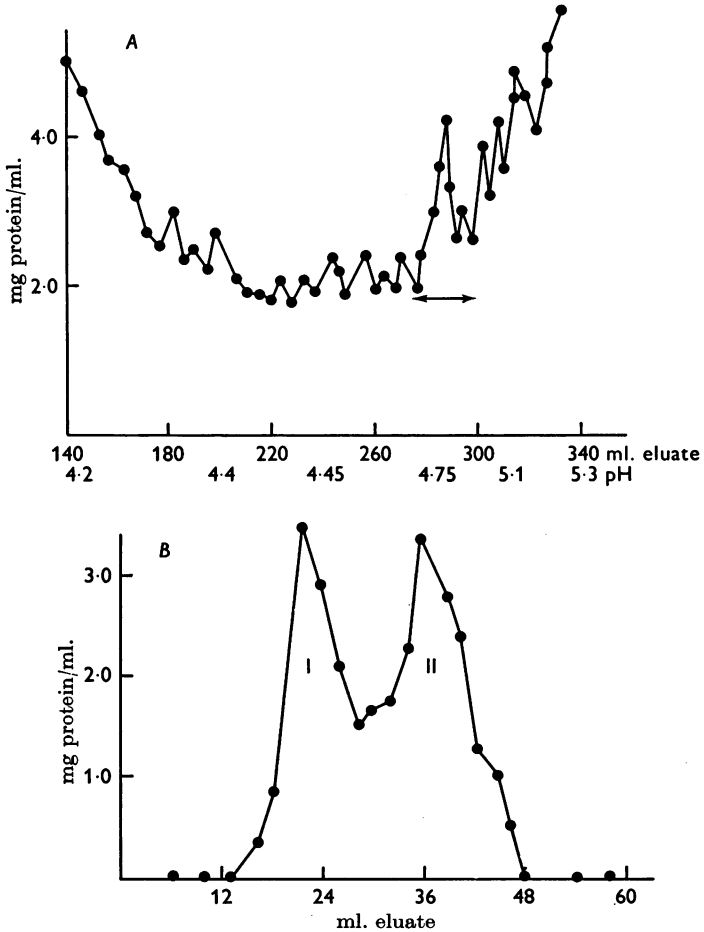 A
4·0
2·0
mg protein/ml.
140 180 220 260 300 340 ml. eluate
4·2 4·4 4·45 4·75 5·1 5·3 pH
B
3·0
2·0
1·0
mg protein/ml.
I II
12 24 36 48 60
ml. eluate